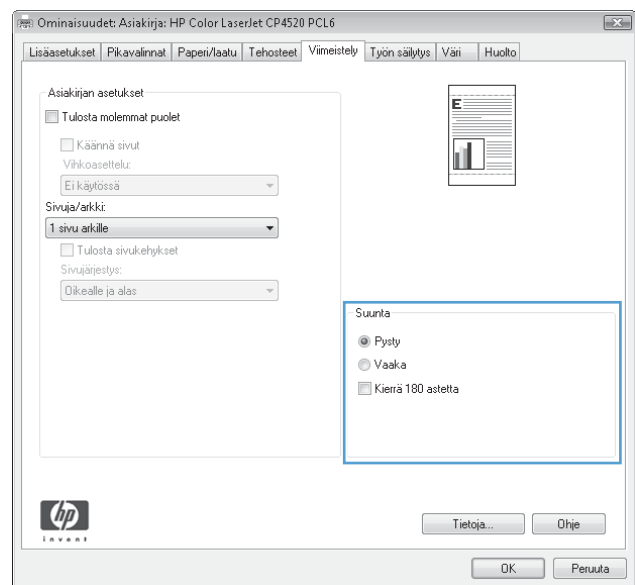 Ominaisuudet: Asiakirja: HP Color LaserJet CP4520 PCL6
Lisäasetukset Pikavalinnat Paperi/laatu Tehosteet Viimeistely Työn säilytys Väri Huolto
Asiakirjan asetukset
Tulosta molemmat puolet
Käännä sivut
Vihkoasettelu:
Ei käytössä
Sivuja/arkki:
1 sivu arkille
Tulosta sivukehykset
Sivujärjestys:
Oikealle ja alas
E
Suunta
Pysty
Vaaka
Kierrä 180 astetta
hp
invent
Tietoja... Ohje
OK Peruuta